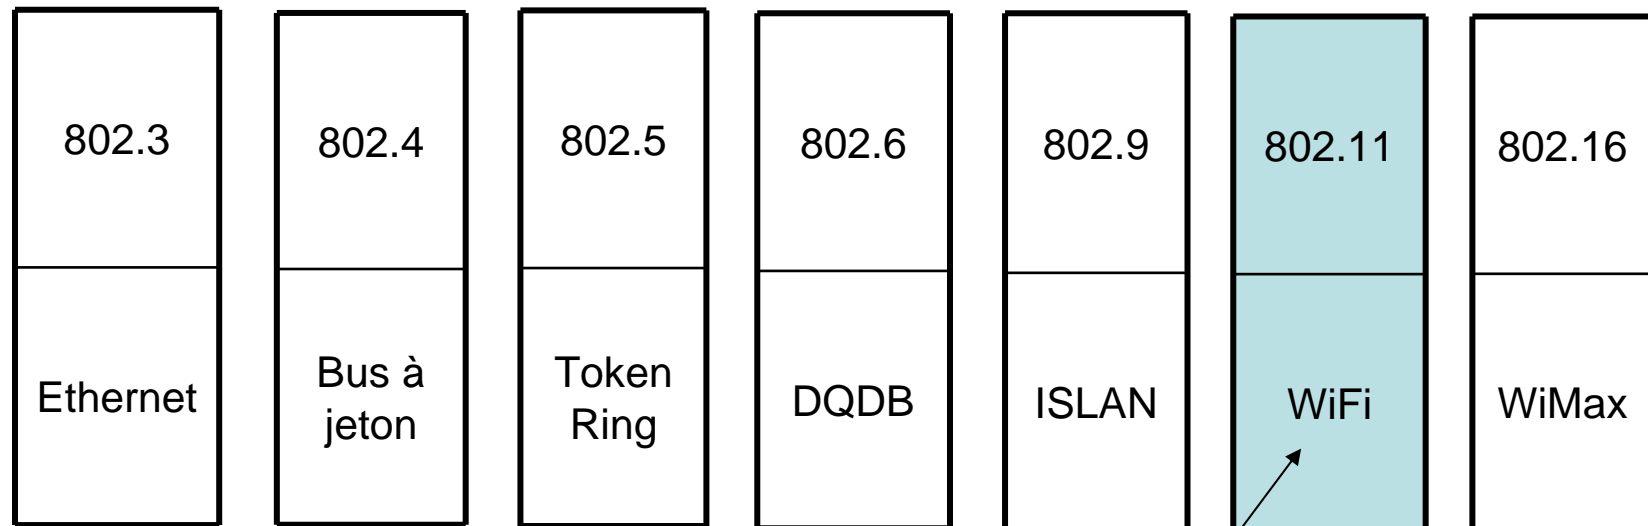 802.3
802.4
802.5
802.6
802.9
802.11
802.16
Ethernet
Bus à
jeton
Token
Ring
DQDB
ISLAN
WiFi
WiMax